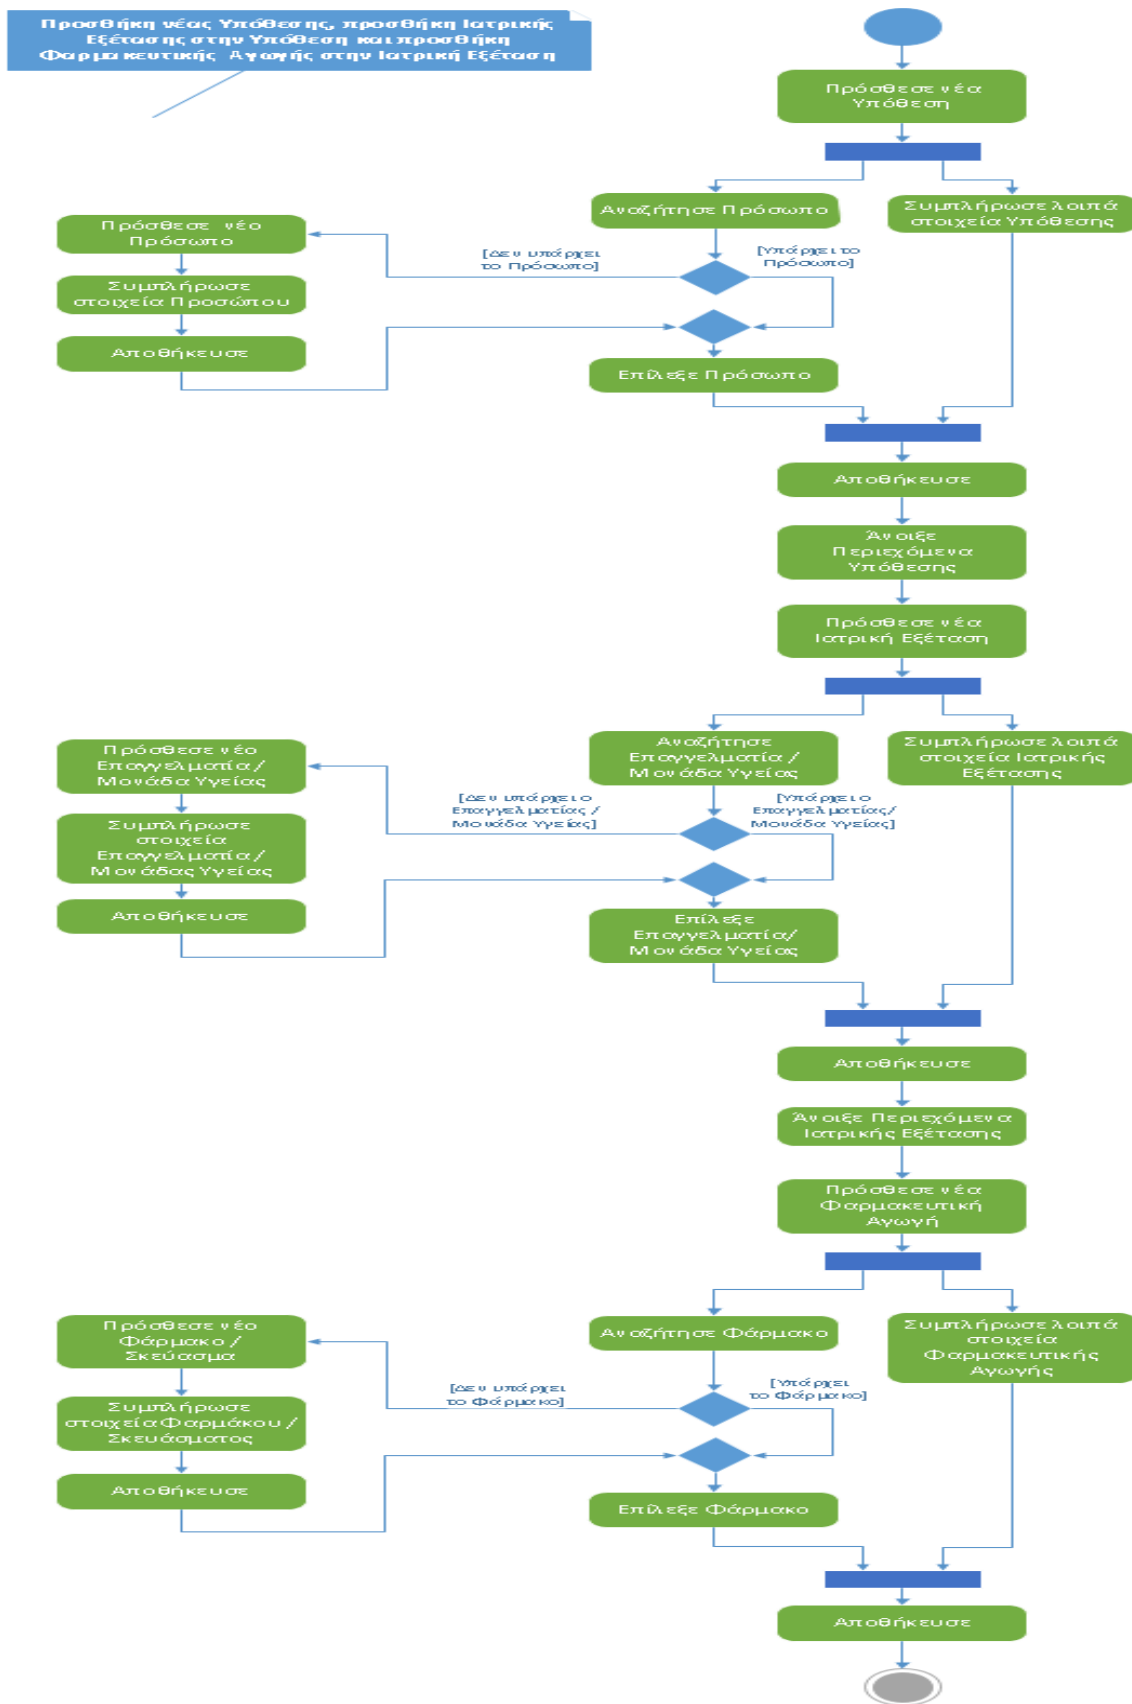 Προσθήκη νέας Υπόθεσης, προσθήκη Ιατρικής
Εξέτασης στην Υπόθεση και προσθήκη
Φαρμακευτικής Αγωγής στην Ιατρική Εξέταση
Πρόσθεσε νέα
Υπόθεση
Αναζήτησε Πρόσωπο
Συμπλήρωσε λοιπά
στοιχεία Υπόθεσης
Πρόσθεσε νέο
Πρόσωπο
[Δεν υπάρχει
το Πρόσωπο]
[Υπάρχει το
Πρόσωπο]
Συμπλήρωσε
στοιχεία Προσώπου
Αποθήκευσε
Επίλεξε Πρόσωπο
Αποθήκευσε
Άνοιξε
Περιεχόμενα
Υπόθεσης
Πρόσθεσε νέα
Ιατρική Εξέταση
Αναζήτησε
Επαγγελματία /
Μονάδα Υγείας
Συμπλήρωσε λοιπά
στοιχεία Ιατρικής
Εξέτασης
Πρόσθεσε νέο
Επαγγελματία /
Μονάδα Υγείας
[Δεν υπάρχει ο
Επαγγελματίας /
Μονάδα Υγείας]
[Υπάρχει ο
Επαγγελματίας/
Μονάδα Υγείας]
Συμπλήρωσε
στοιχεία
Επαγγελματία /
Μονάδας Υγείας
Αποθήκευσε
Επίλεξε
Επαγγελματία/
Μονάδα Υγείας
Αποθήκευσε
Άνοιξε Περιεχόμενα
Ιατρικής Εξέτασης
Πρόσθεσε νέα
Φαρμακευτική
Αγωγή
Αναζήτησε Φάρμακο
Συμπλήρωσε λοιπά
στοιχεία
Φαρμακευτικής
Αγωγής
Πρόσθεσε νέο
Φάρμακο /
Σκεύασμα
[Δεν υπάρχει
το Φάρμακο]
[Υπάρχει
το Φάρμακο]
Συμπλήρωσε
στοιχεία Φαρμάκου /
Σκευάσματος
Αποθήκευσε
Επίλεξε Φάρμακο
Αποθήκευσε